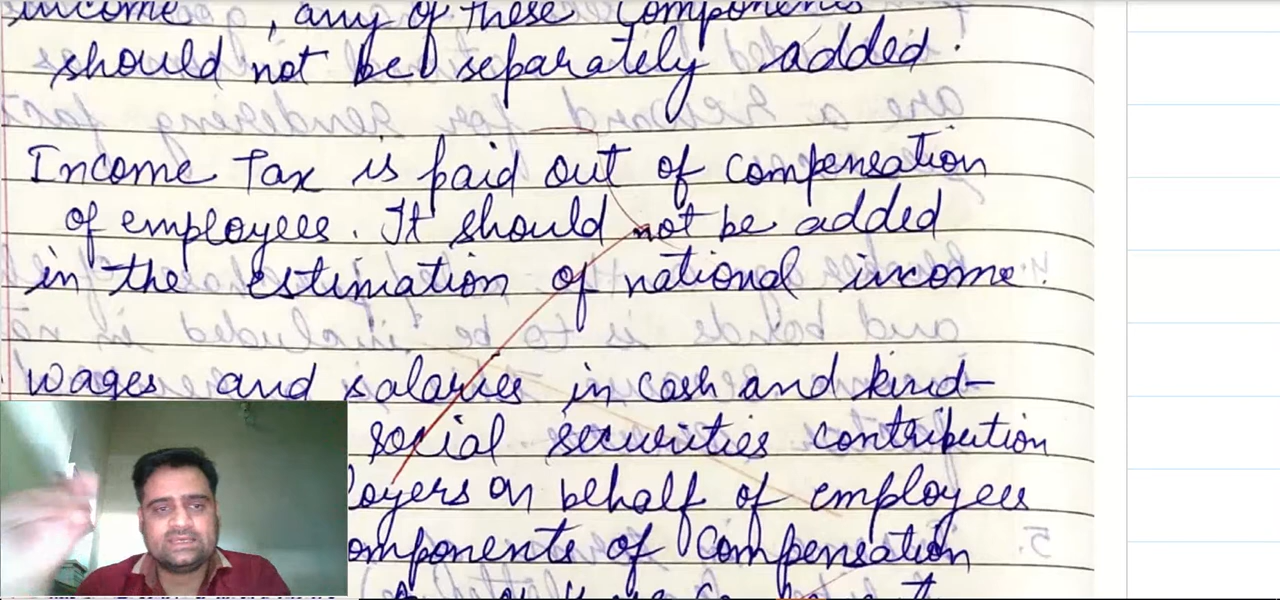 income, any of these components
should not be separately added.
Income Tax is paid out of compensation
of employees. It should not be added
in the estimation of national income.
wages and salaries in cash and kind-
social securities contribution
loyers on behalf of employees
omponents of Compensation